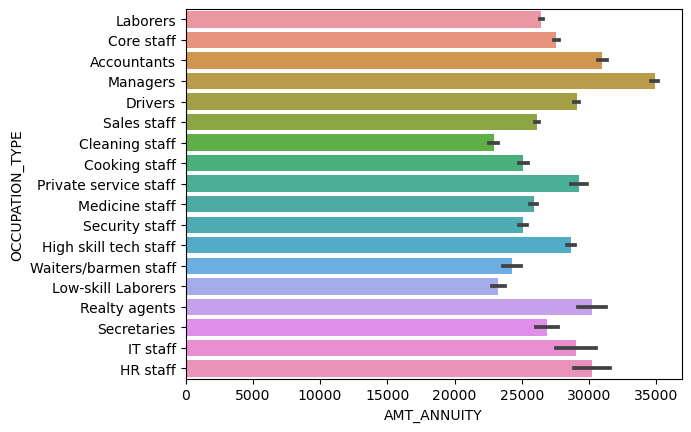 Laborers
Core staff
Accountants
Managers
Drivers
Sales staff
Cleaning staff
Cooking staff
Private service staff
Medicine staff
Security staff
High skill tech staff
Waiters/barmen staff
Low-skill Laborers
Realty agents
Secretaries
IT staff
HR staff
OCCUPATION_TYPE
0 5000 10000 15000 20000 25000 30000 35000
AMT_ANNUITY